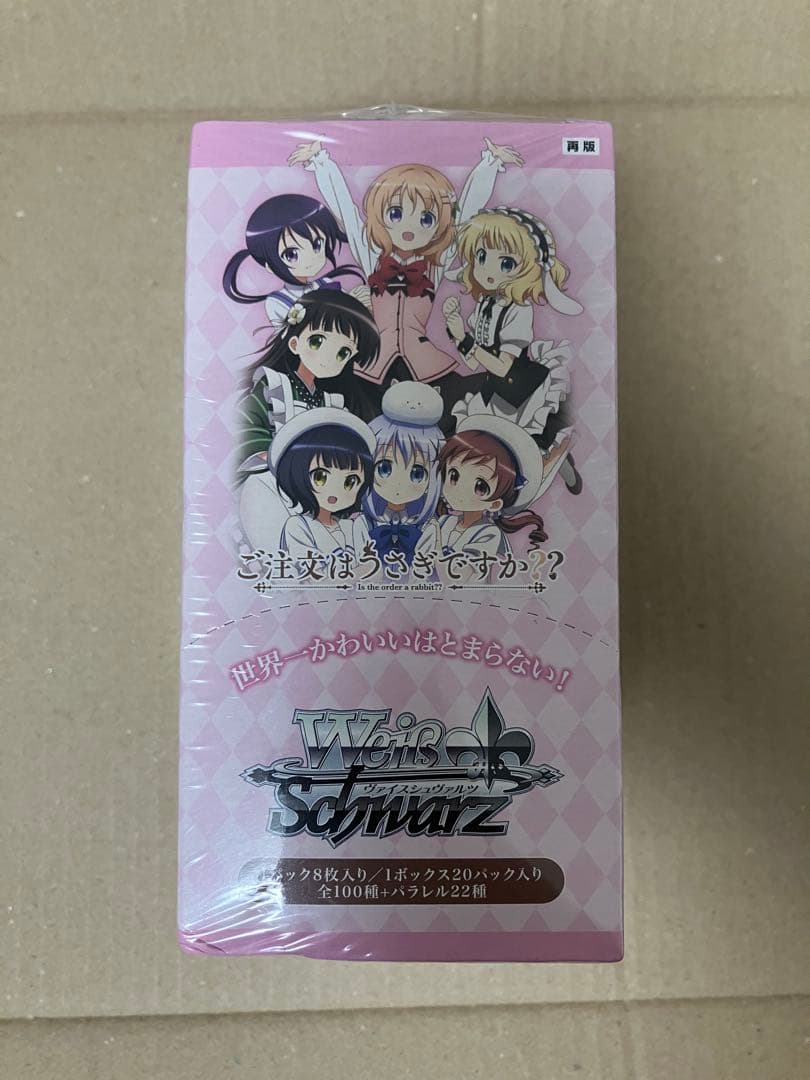 再版
ご注文はうさぎですか??
Is the order a rabbit??
世界一かわいいはとまらない!
Weiß
ヴァイスシュヴァルツ
Schwarz
1パック8枚入り/1ボックス20パック入り
全100種+パラレル22種